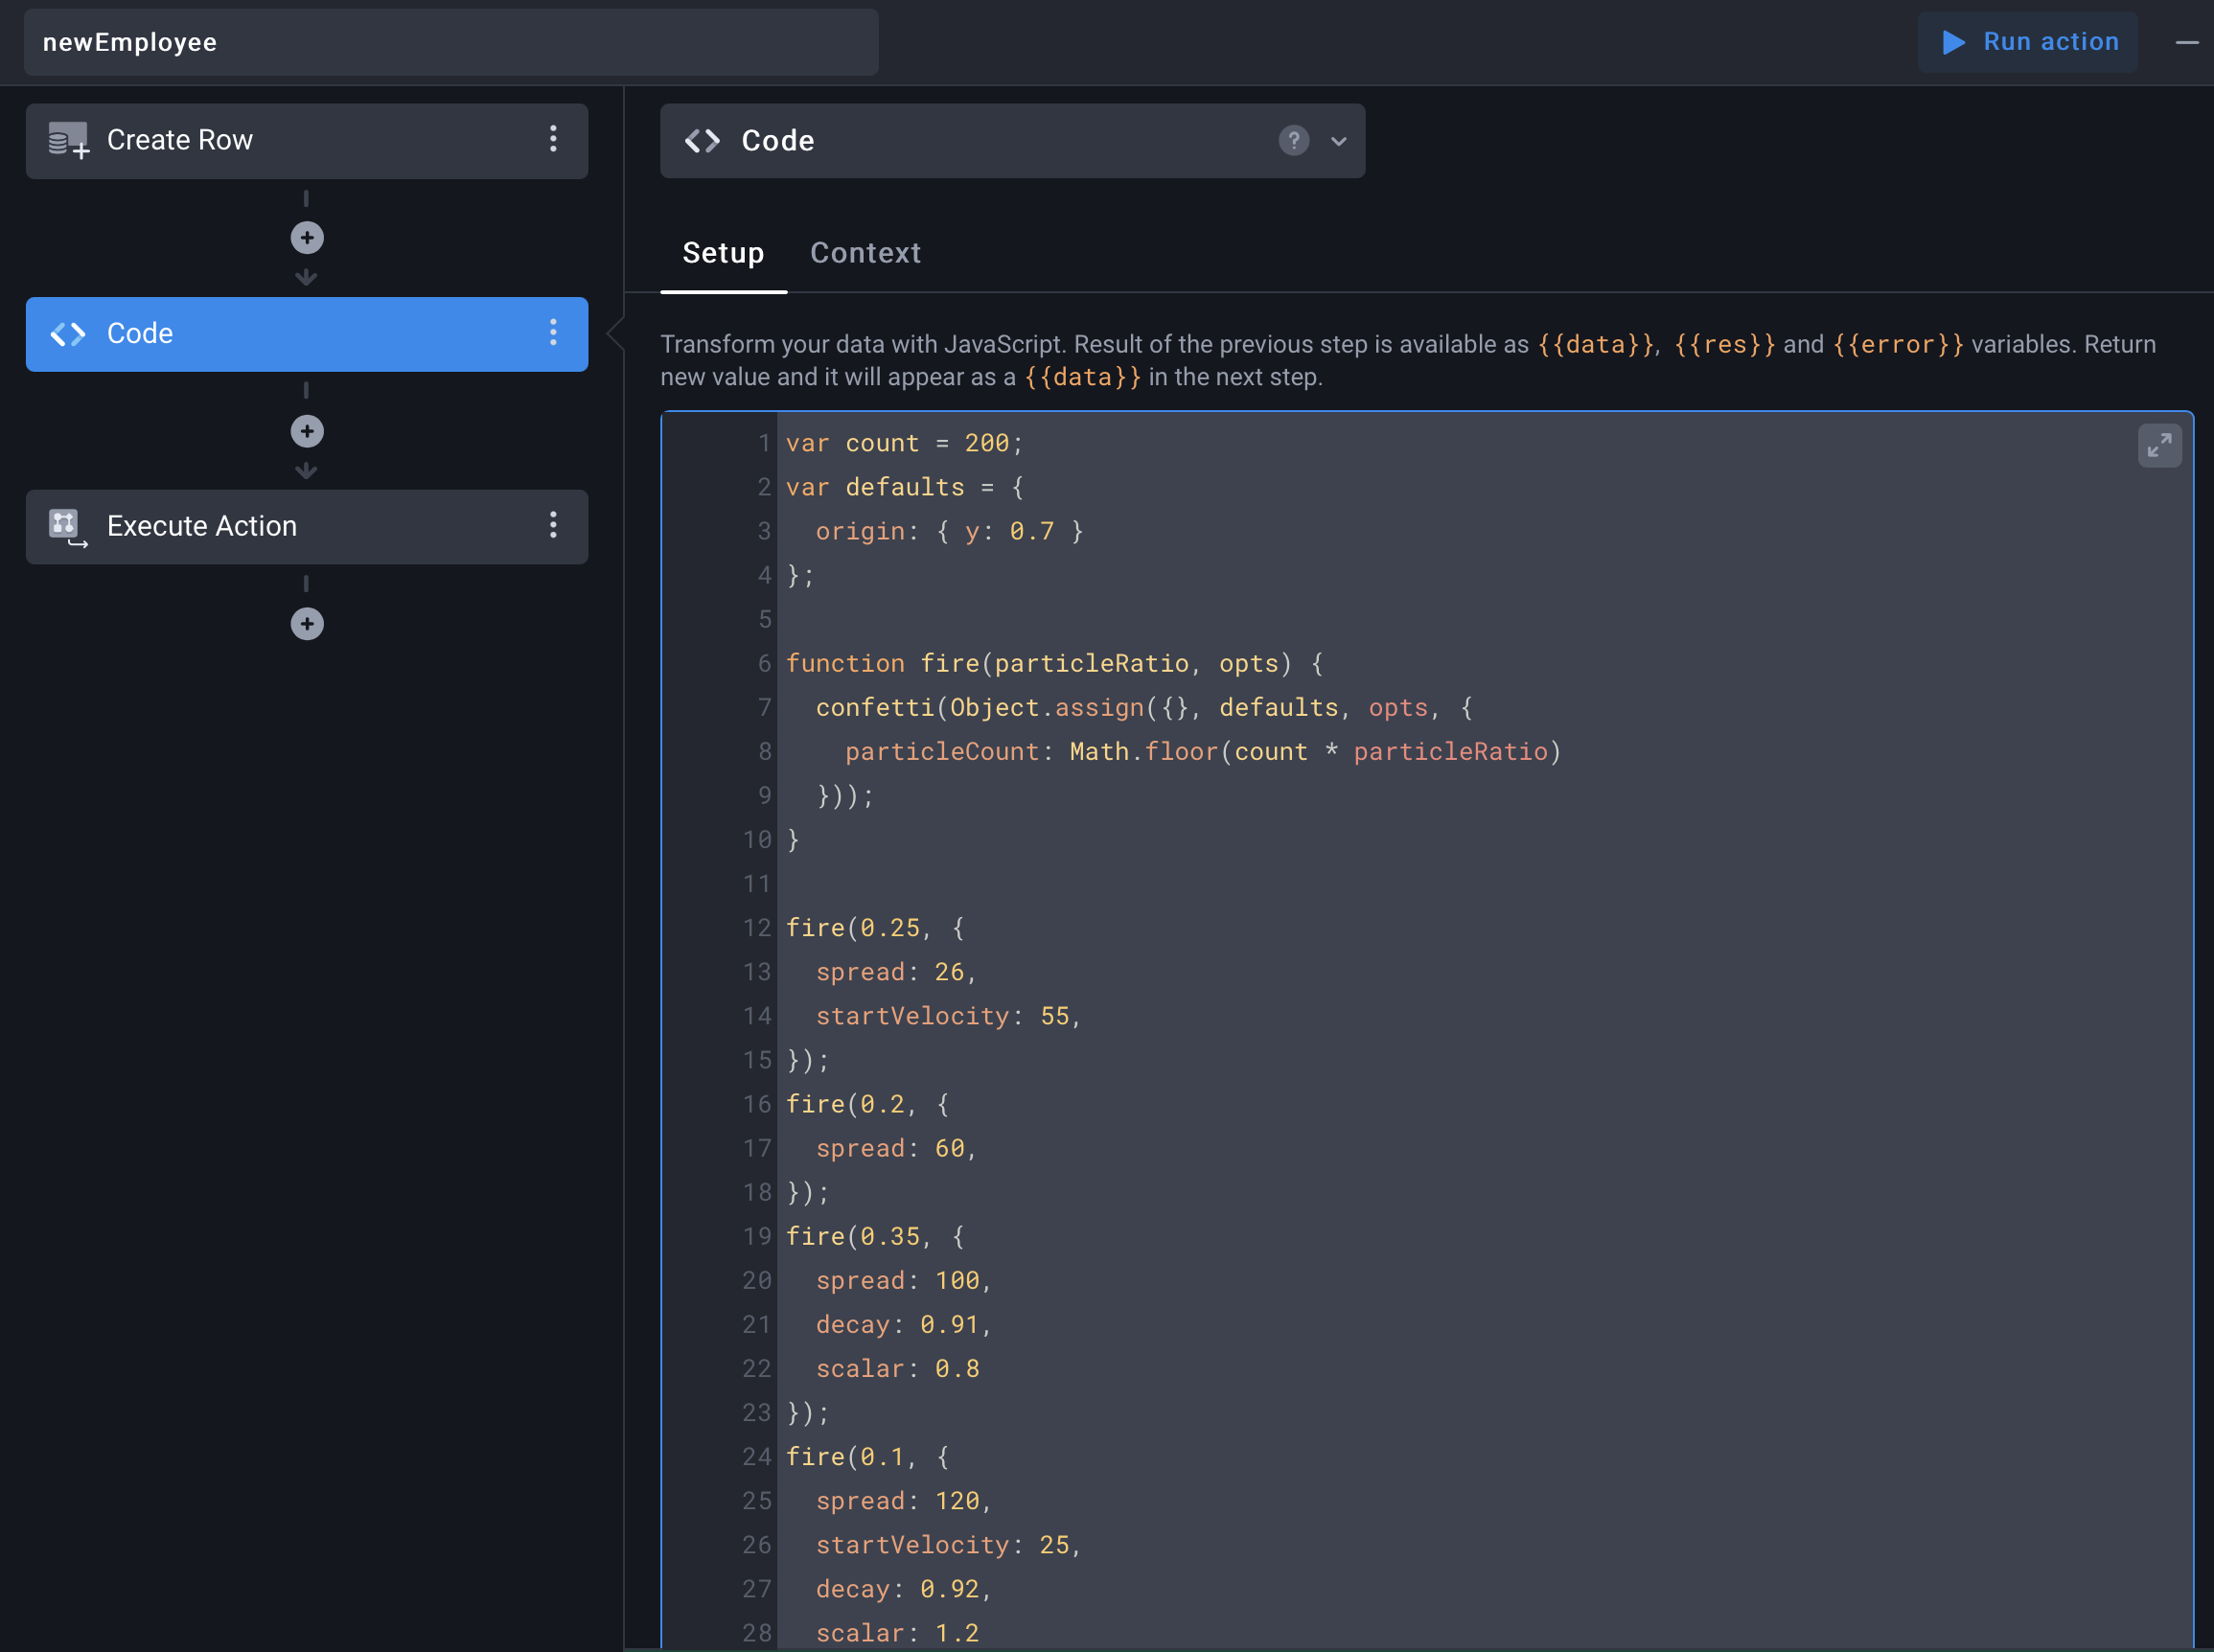 newEmployee
Run action
Create Row
Code
Execute Action
Code
?
Setup
Context
Transform your data with JavaScript. Result of the previous step is available as {{data}}, {{res}} and {{error}} variables. Return
new value and it will appear as a {{data}} in the next step.
1 var count = 200;
2 var defaults = {
3   origin: { y: 0.7 }
4 };
5
6 function fire(particleRatio, opts) {
7   confetti(Object.assign({}, defaults, opts, {
8     particleCount: Math.floor(count * particleRatio)
9   }));
10 }
11
12 fire(0.25, {
13   spread: 26,
14   startVelocity: 55,
15 });
16 fire(0.2, {
17   spread: 60,
18 });
19 fire(0.35, {
20   spread: 100,
21   decay: 0.91,
22   scalar: 0.8
23 });
24 fire(0.1, {
25   spread: 120,
26   startVelocity: 25,
27   decay: 0.92,
28   scalar: 1.2